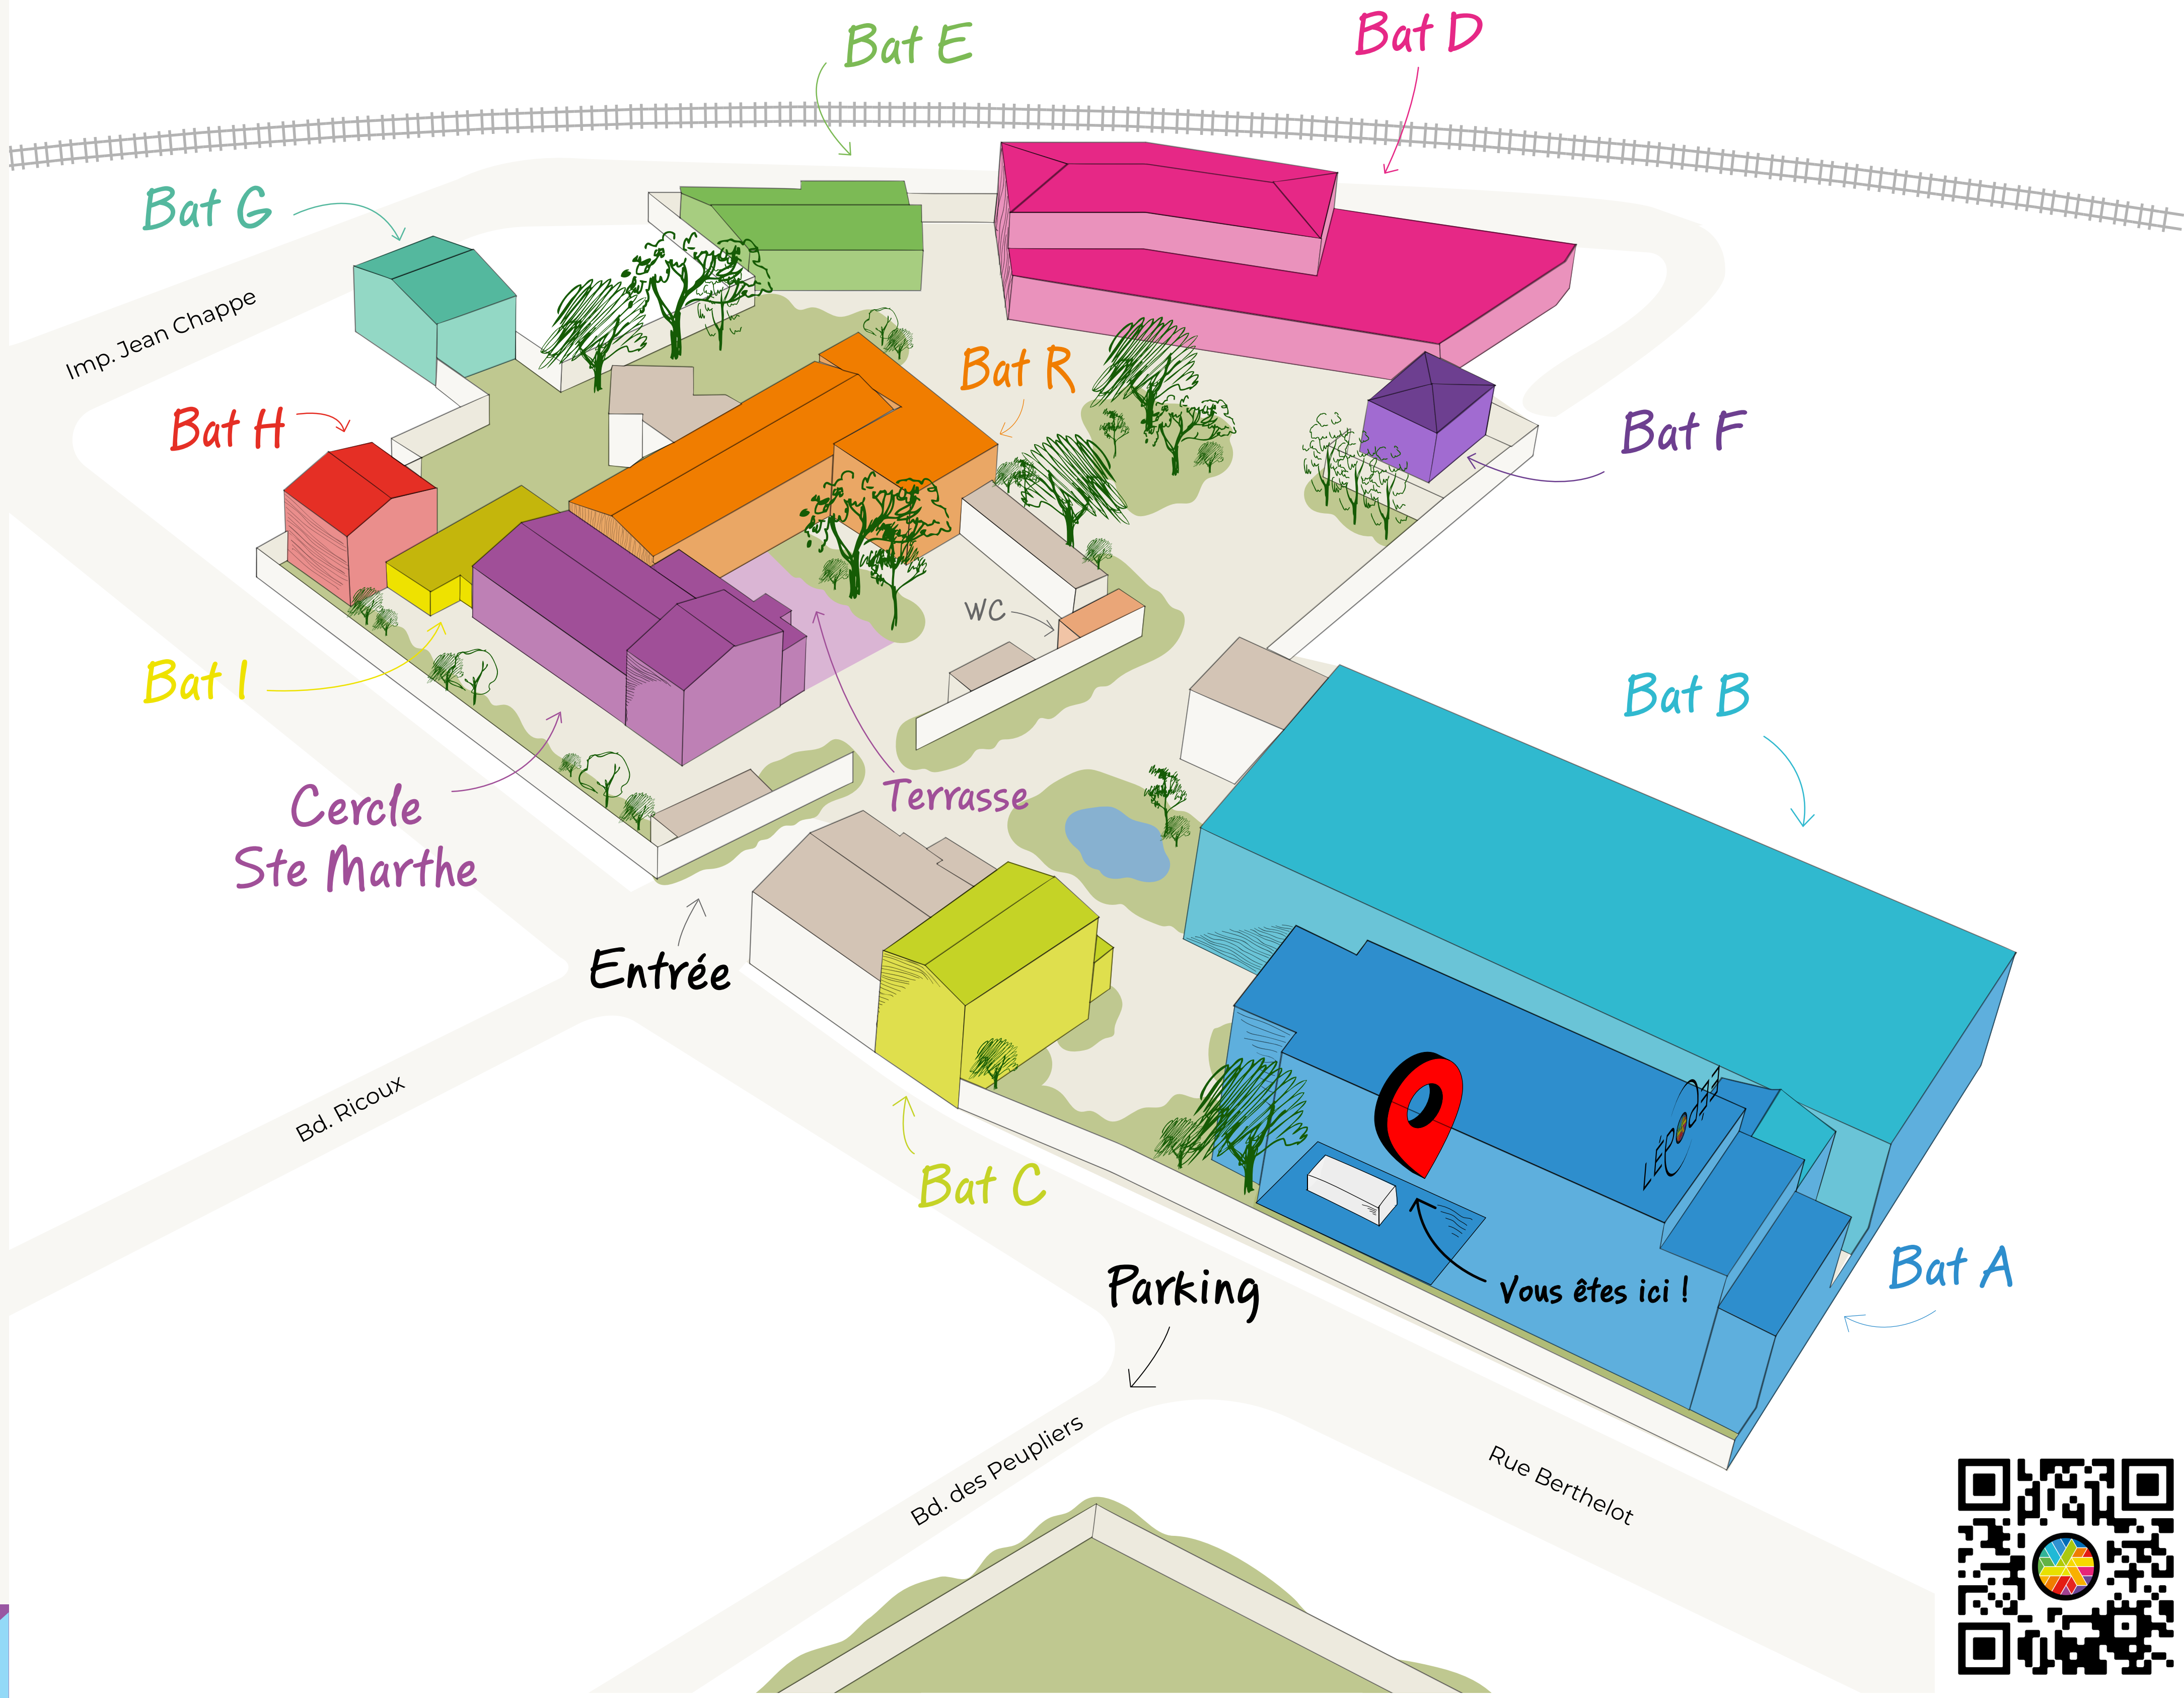 Bat E
Bat D
Bat G
Imp. Jean Chappe
Bat H
Bat R
Bat F
WC
Bat I
Bat B
Terrasse
Cercle
Ste Marthe
Entrée
Bd. Ricoux
LÉPOPÉE
Bat C
Vous êtes ici !
Bat A
Parking
Bd. des Peupliers
Rue Berthelot